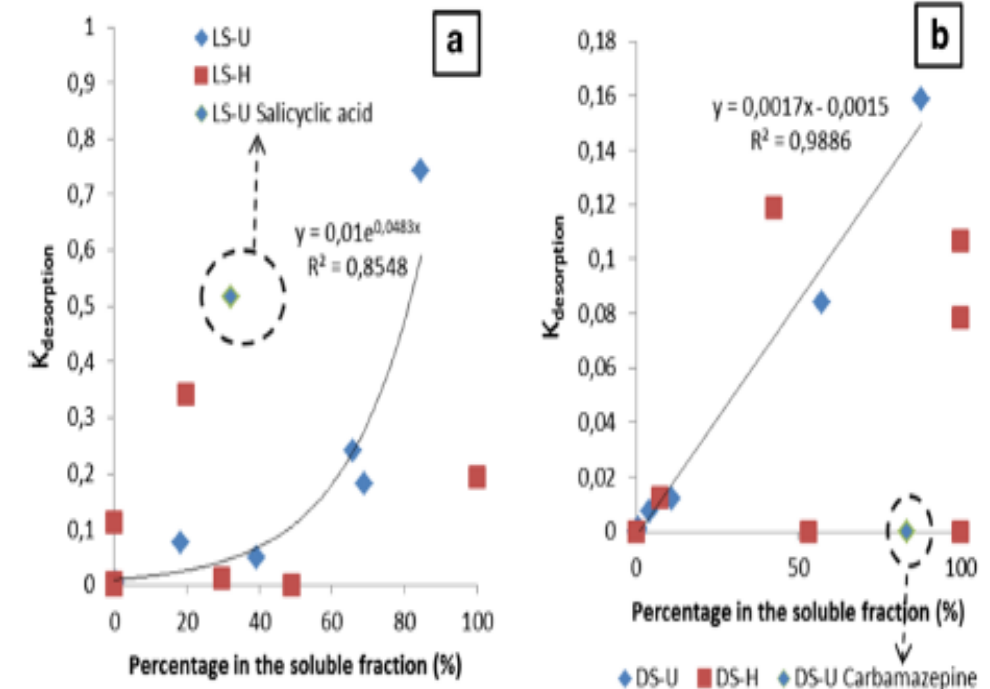 a
LS-U
LS-H
LS-U Salicyclic acid
y = 0,01e^0,0483x
R² = 0,8548
1
0,9
0,8
0,7
0,6
0,5
0,4
0,3
0,2
0,1
0
K desorption
0 20 40 60 80 100
Percentage in the soluble fraction (%)
b
y = 0,0017x - 0,0015
R² = 0,9886
0,18
0,16
0,14
0,12
0,1
0,08
0,06
0,04
0,02
0
K desorption
0 50 100
Percentage in the soluble fraction (%)
DS-U DS-H DS-U Carbamazepine